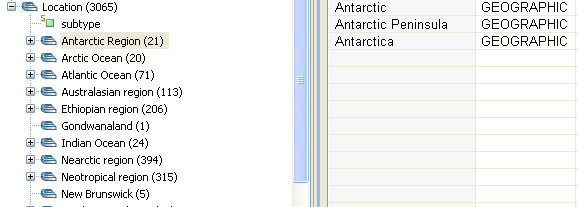 Location (3065)
subtype
Antarctic Region (21)
Arctic Ocean (20)
Atlantic Ocean (71)
Australasian region (113)
Ethiopian region (206)
Gondwanaland (1)
Indian Ocean (24)
Nearctic region (394)
Neotropical region (315)
New Brunswick (5)
Antarctic GEOGRAPHIC
Antarctic Peninsula GEOGRAPHIC
Antarctica GEOGRAPHIC